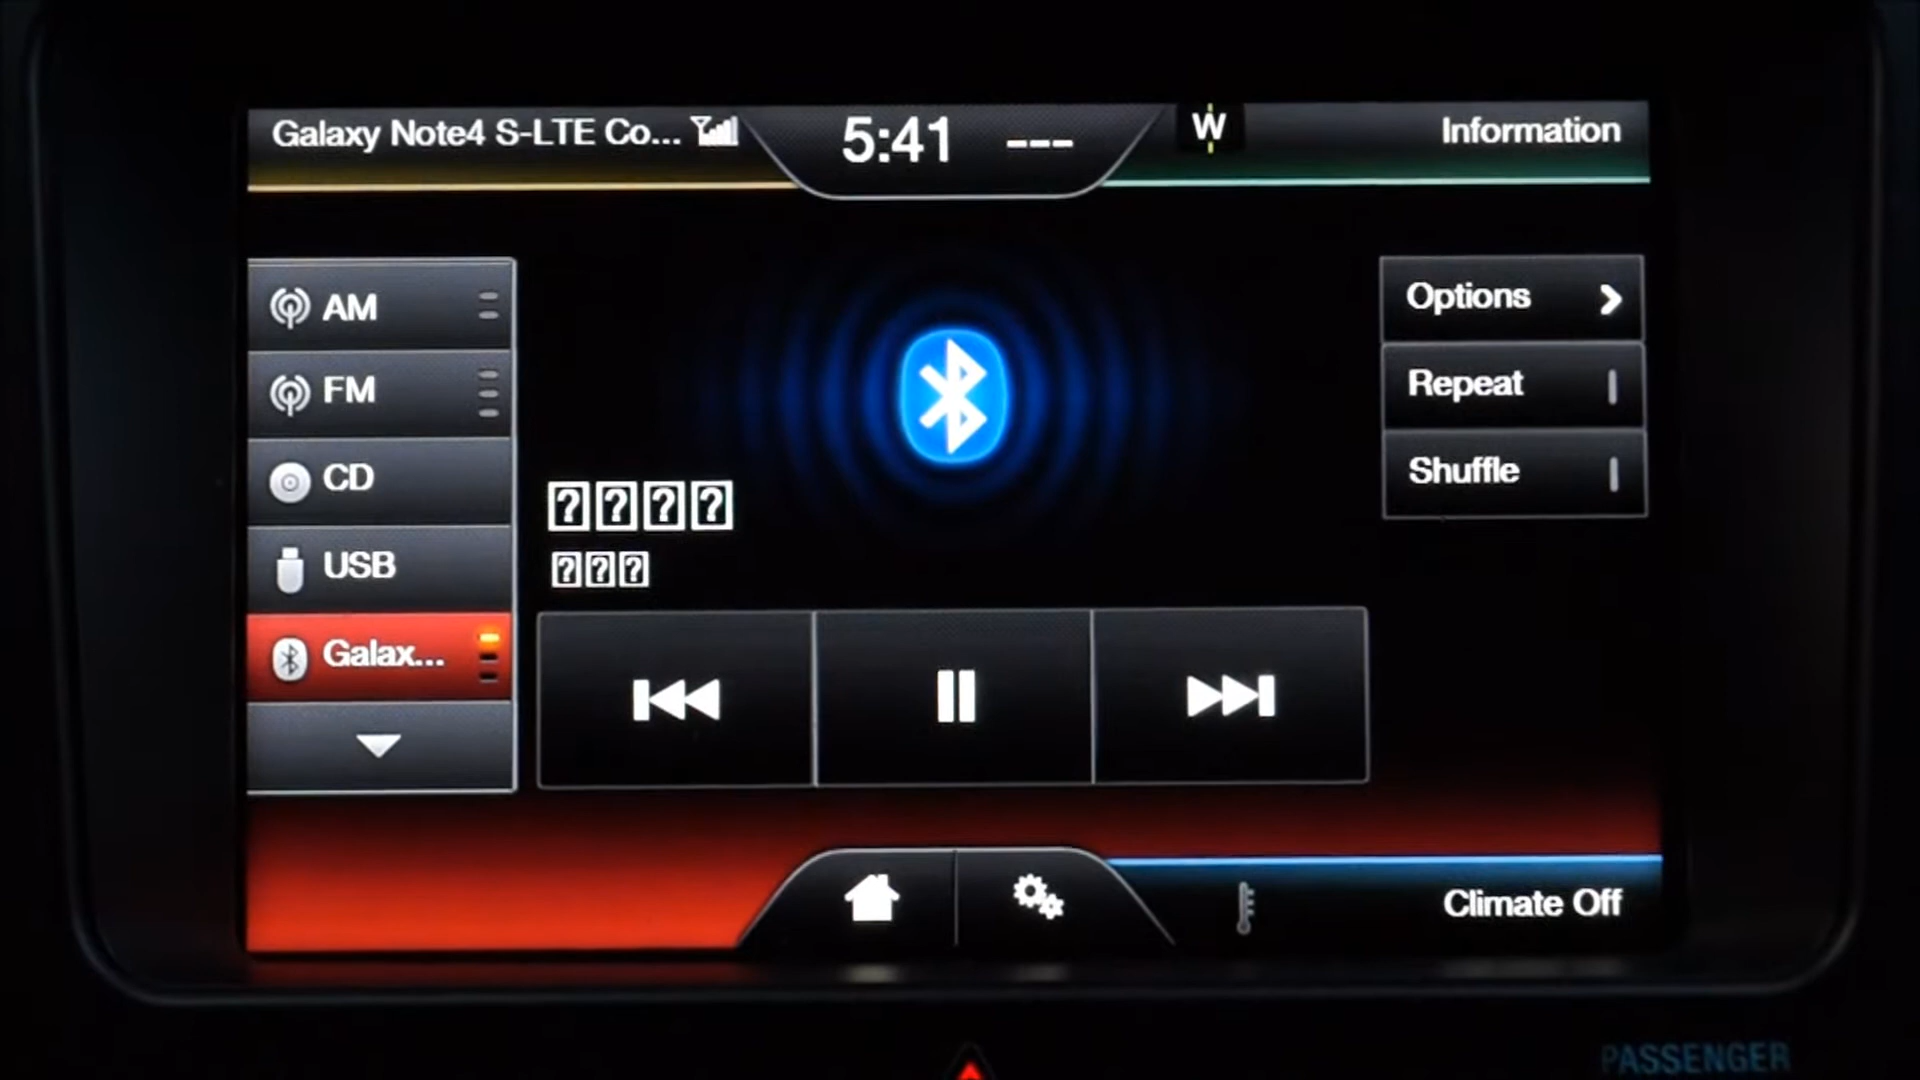 Galaxy Note4 S-LTE Co...
5:41 ---
W
Information
AM
FM
CD
USB
Galax...
⍰⍰⍰⍰
⍰⍰⍰
Options
Repeat
Shuffle
Climate Off
PASSENGER